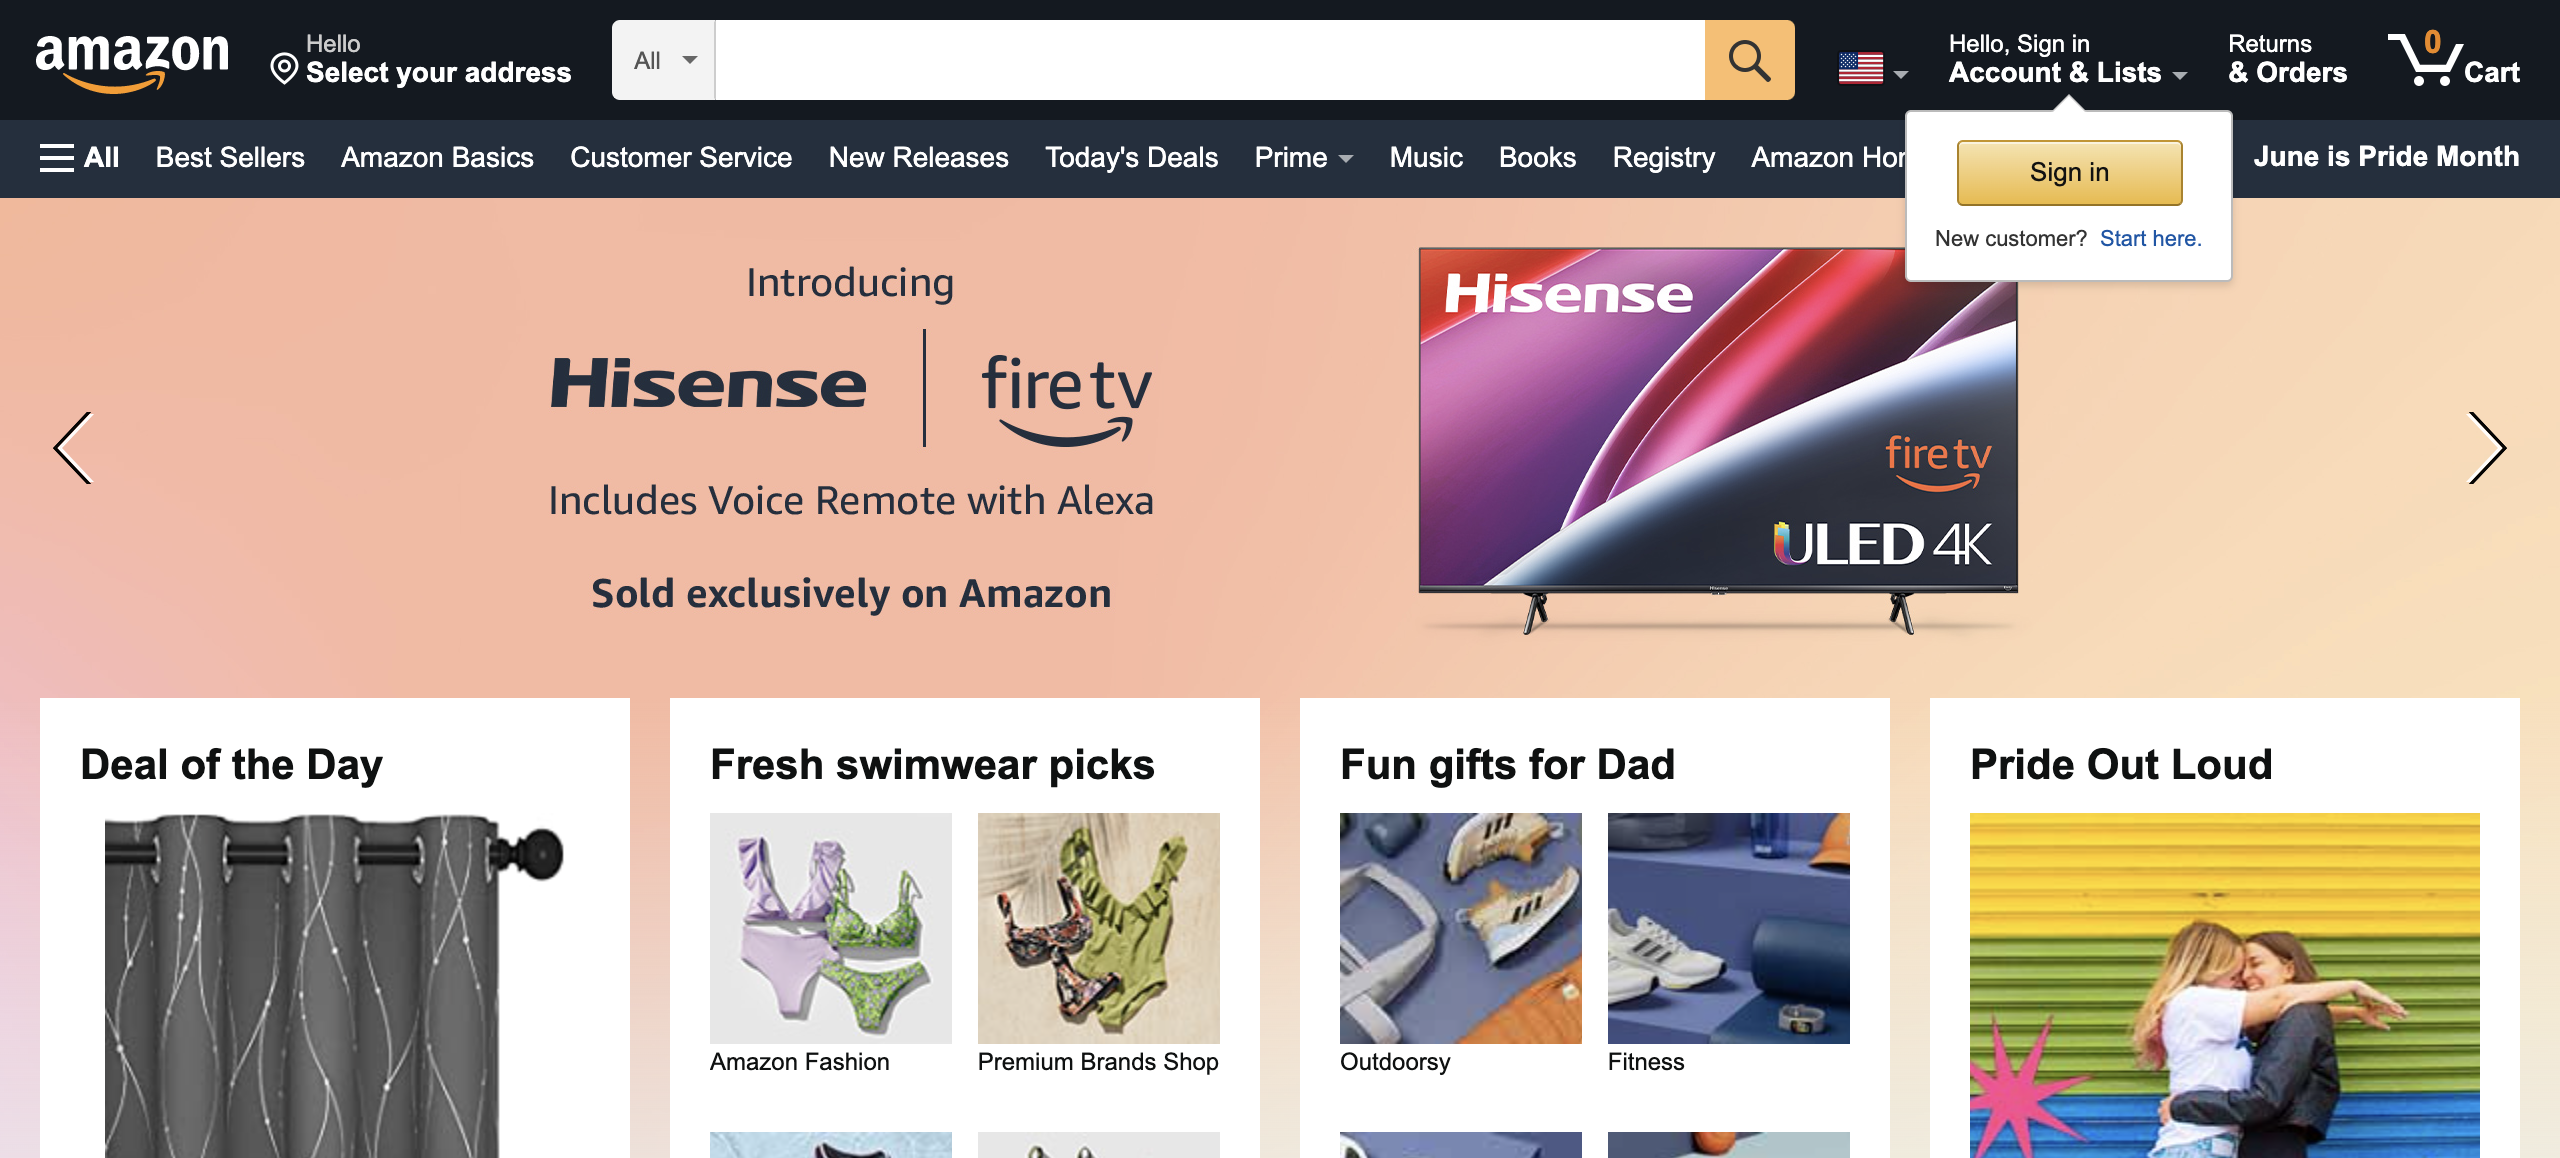 amazon
Hello
Select your address
All
Hello, Sign in
Account & Lists
Returns
& Orders
0
Cart
All
Best Sellers
Amazon Basics
Customer Service
New Releases
Today's Deals
Prime
Music
Books
Registry
Amazon Hor
June is Pride Month
Sign in
New customer? Start here.
Introducing
Hisense
fire tv
Includes Voice Remote with Alexa
Sold exclusively on Amazon
Hisense
fire tv
ULED 4K
Deal of the Day
Fresh swimwear picks
Amazon Fashion
Premium Brands Shop
Fun gifts for Dad
Outdoorsy
Fitness
Pride Out Loud